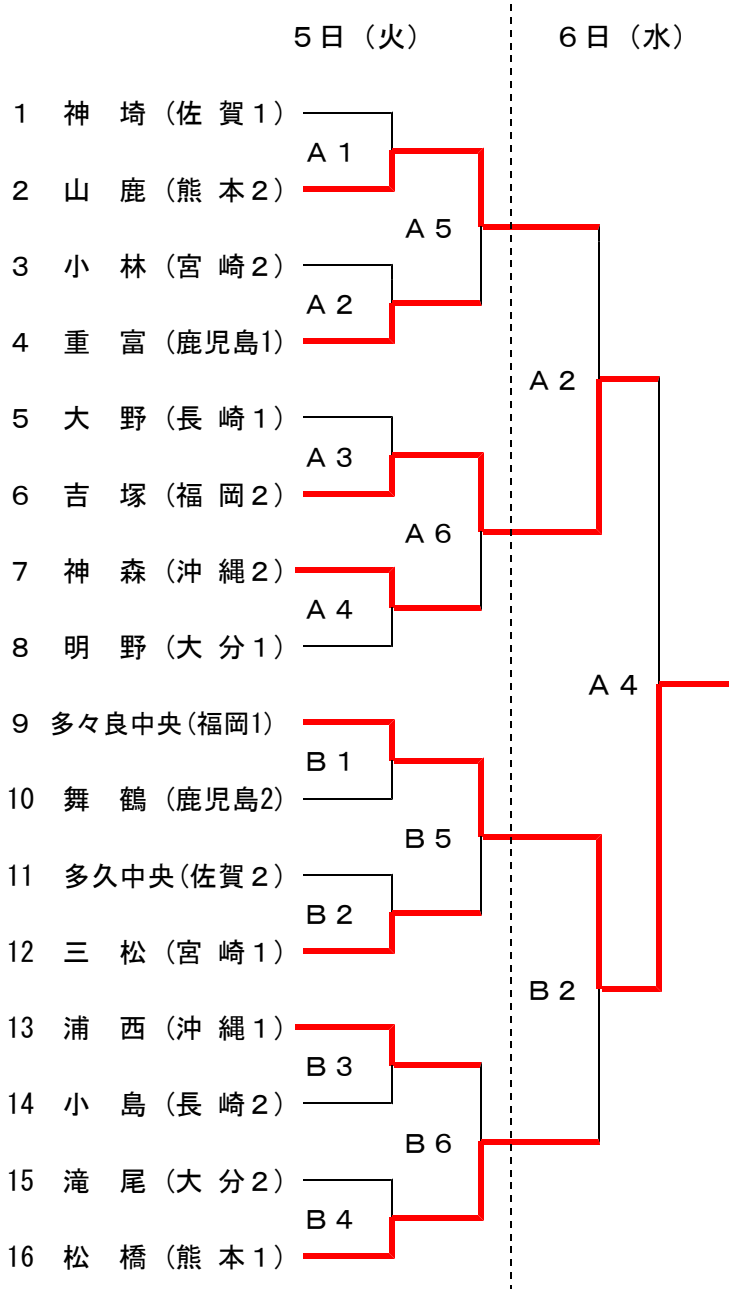 ５日（火） ６日（水）
1 神 埼（佐 賀１）
Ａ１
2 山 鹿（熊 本２）
Ａ５
3 小 林（宮 崎２）
Ａ２
4 重 富（鹿児島1）
Ａ２
5 大 野（長 崎１）
Ａ３
6 吉 塚（福 岡２）
Ａ６
7 神 森（沖 縄２）
Ａ４
8 明 野（大 分１）
Ａ４
9 多々良中央(福岡1)
Ｂ１
10 舞 鶴（鹿児島2）
Ｂ５
11 多久中央(佐賀２)
Ｂ２
12 三 松（宮 崎１）
Ｂ２
13 浦 西（沖 縄１）
Ｂ３
14 小 島（長 崎２）
Ｂ６
15 滝 尾（大 分２）
Ｂ４
16 松 橋（熊 本１）